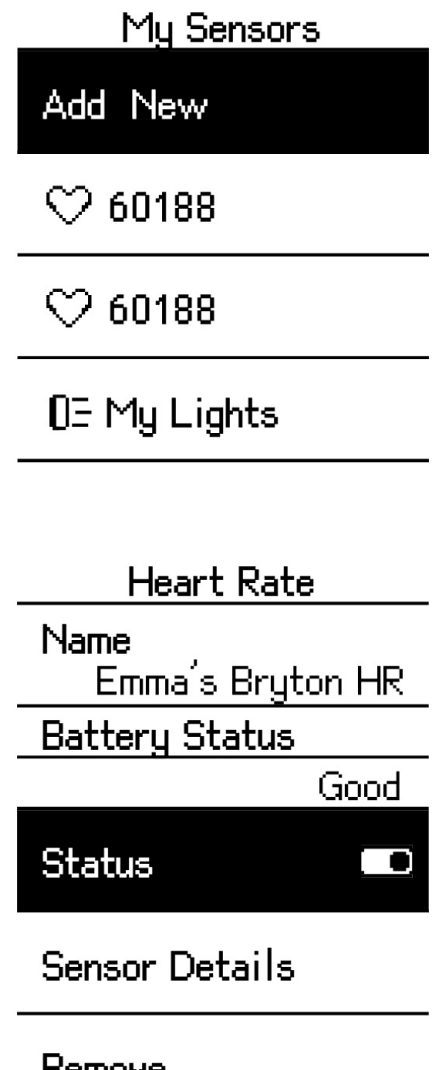 My Sensors
Add New
60188
60188
My Lights
Heart Rate
Name
Emma's Bryton HR
Battery Status
Good
Status
Sensor Details
Remove